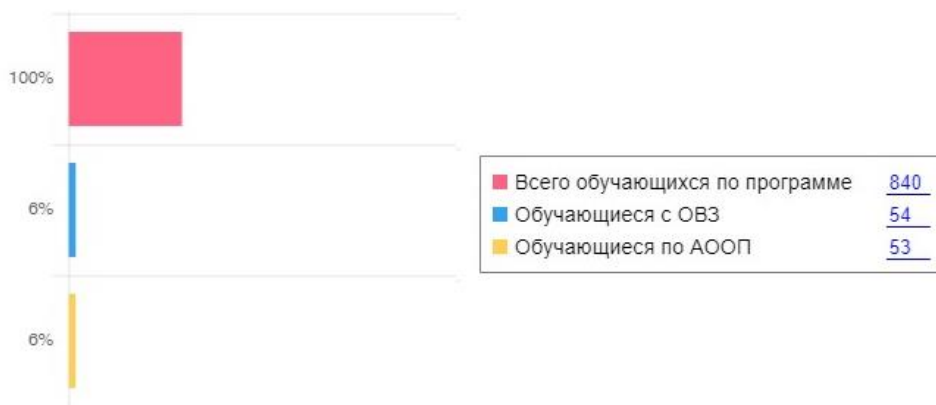 100%
6%
6%
Всего обучающихся по программе 840
Обучающиеся с ОВЗ 54
Обучающиеся по АООП 53